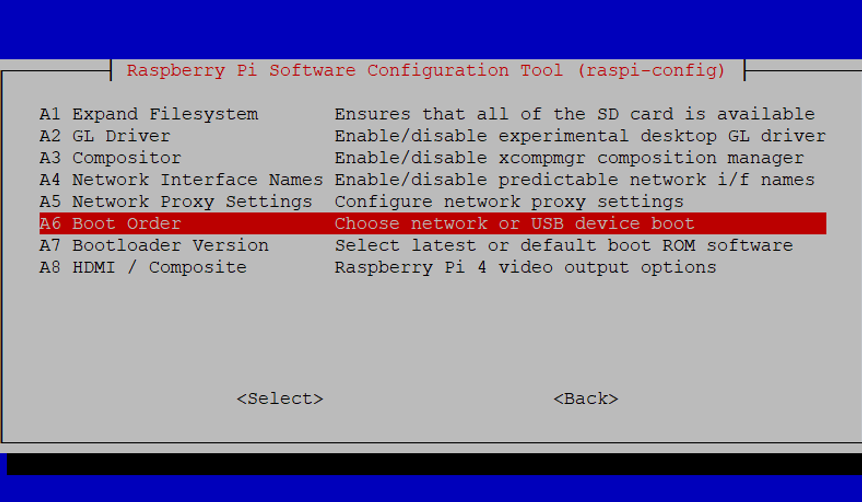 Raspberry Pi Software Configuration Tool (raspi-config)
A1 Expand Filesystem Ensures that all of the SD card is available
A2 GL Driver Enable/disable experimental desktop GL driver
A3 Compositor Enable/disable xcompmgr composition manager
A4 Network Interface Names Enable/disable predictable network i/f names
A5 Network Proxy Settings Configure network proxy settings
A6 Boot Order Choose network or USB device boot
A7 Bootloader Version Select latest or default boot ROM software
A8 HDMI / Composite Raspberry Pi 4 video output options
<Select> <Back>